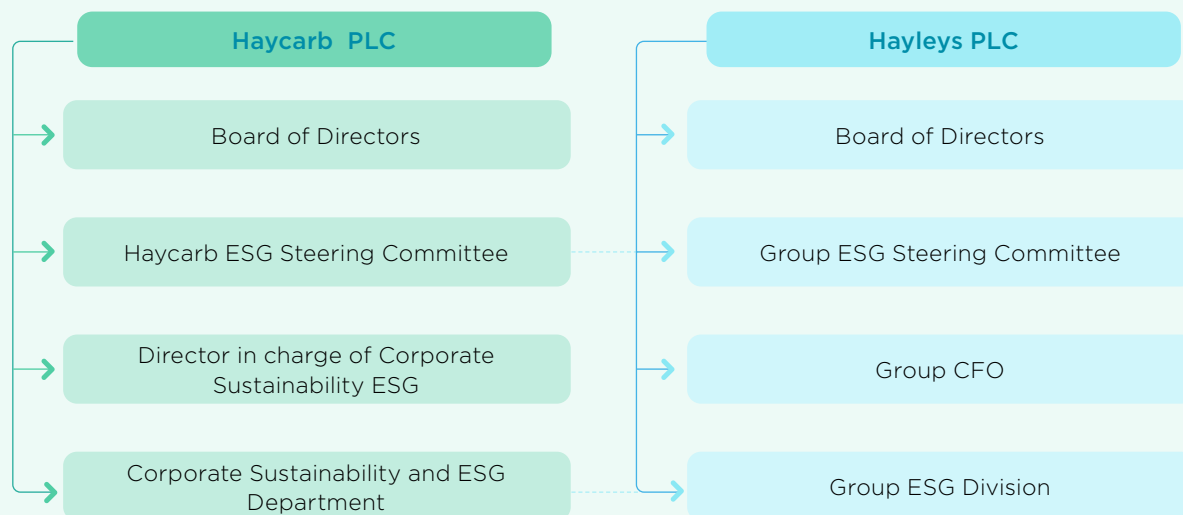 Haycarb PLC
Board of Directors
Haycarb ESG Steering Committee
Director in charge of Corporate
Sustainability ESG
Corporate Sustainability and ESG
Department
Hayleys PLC
Board of Directors
Group ESG Steering Committee
Group CFO
Group ESG Division